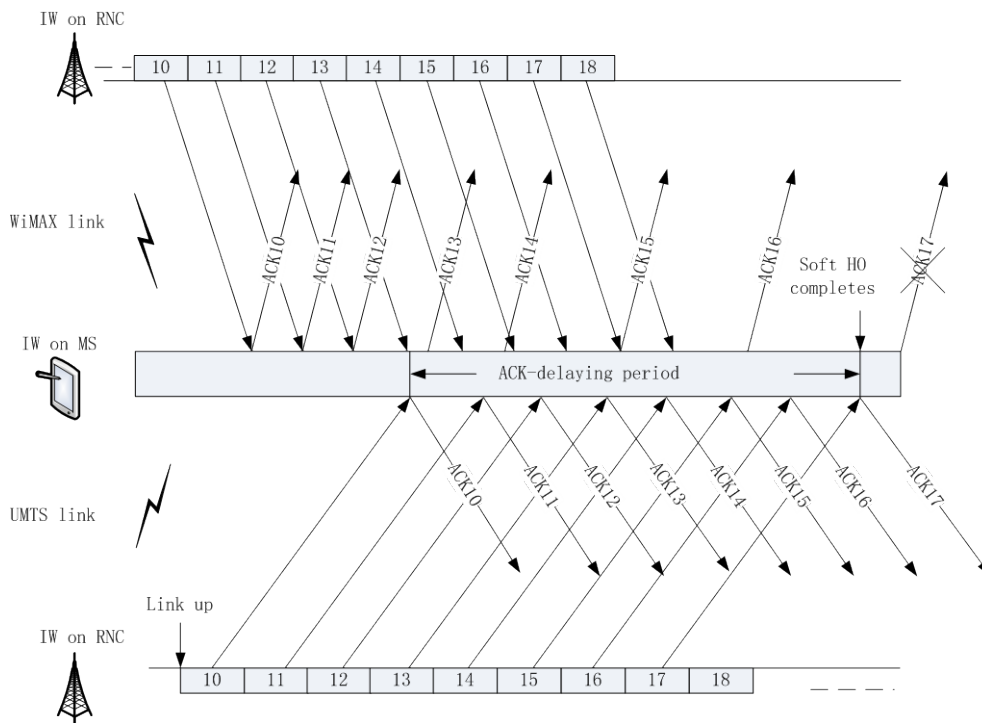 IW on RNC
10 11 12 13 14 15 16 17 18
WiMAX link
ACK10 ACK11 ACK12 ACK13 ACK14 ACK15 ACK16 ACK17
Soft HO
completes
IW on MS
ACK-delaying period
ACK10 ACK11 ACK12 ACK13 ACK14 ACK15 ACK16 ACK17
UMTS link
Link up
IW on RNC
10 11 12 13 14 15 16 17 18